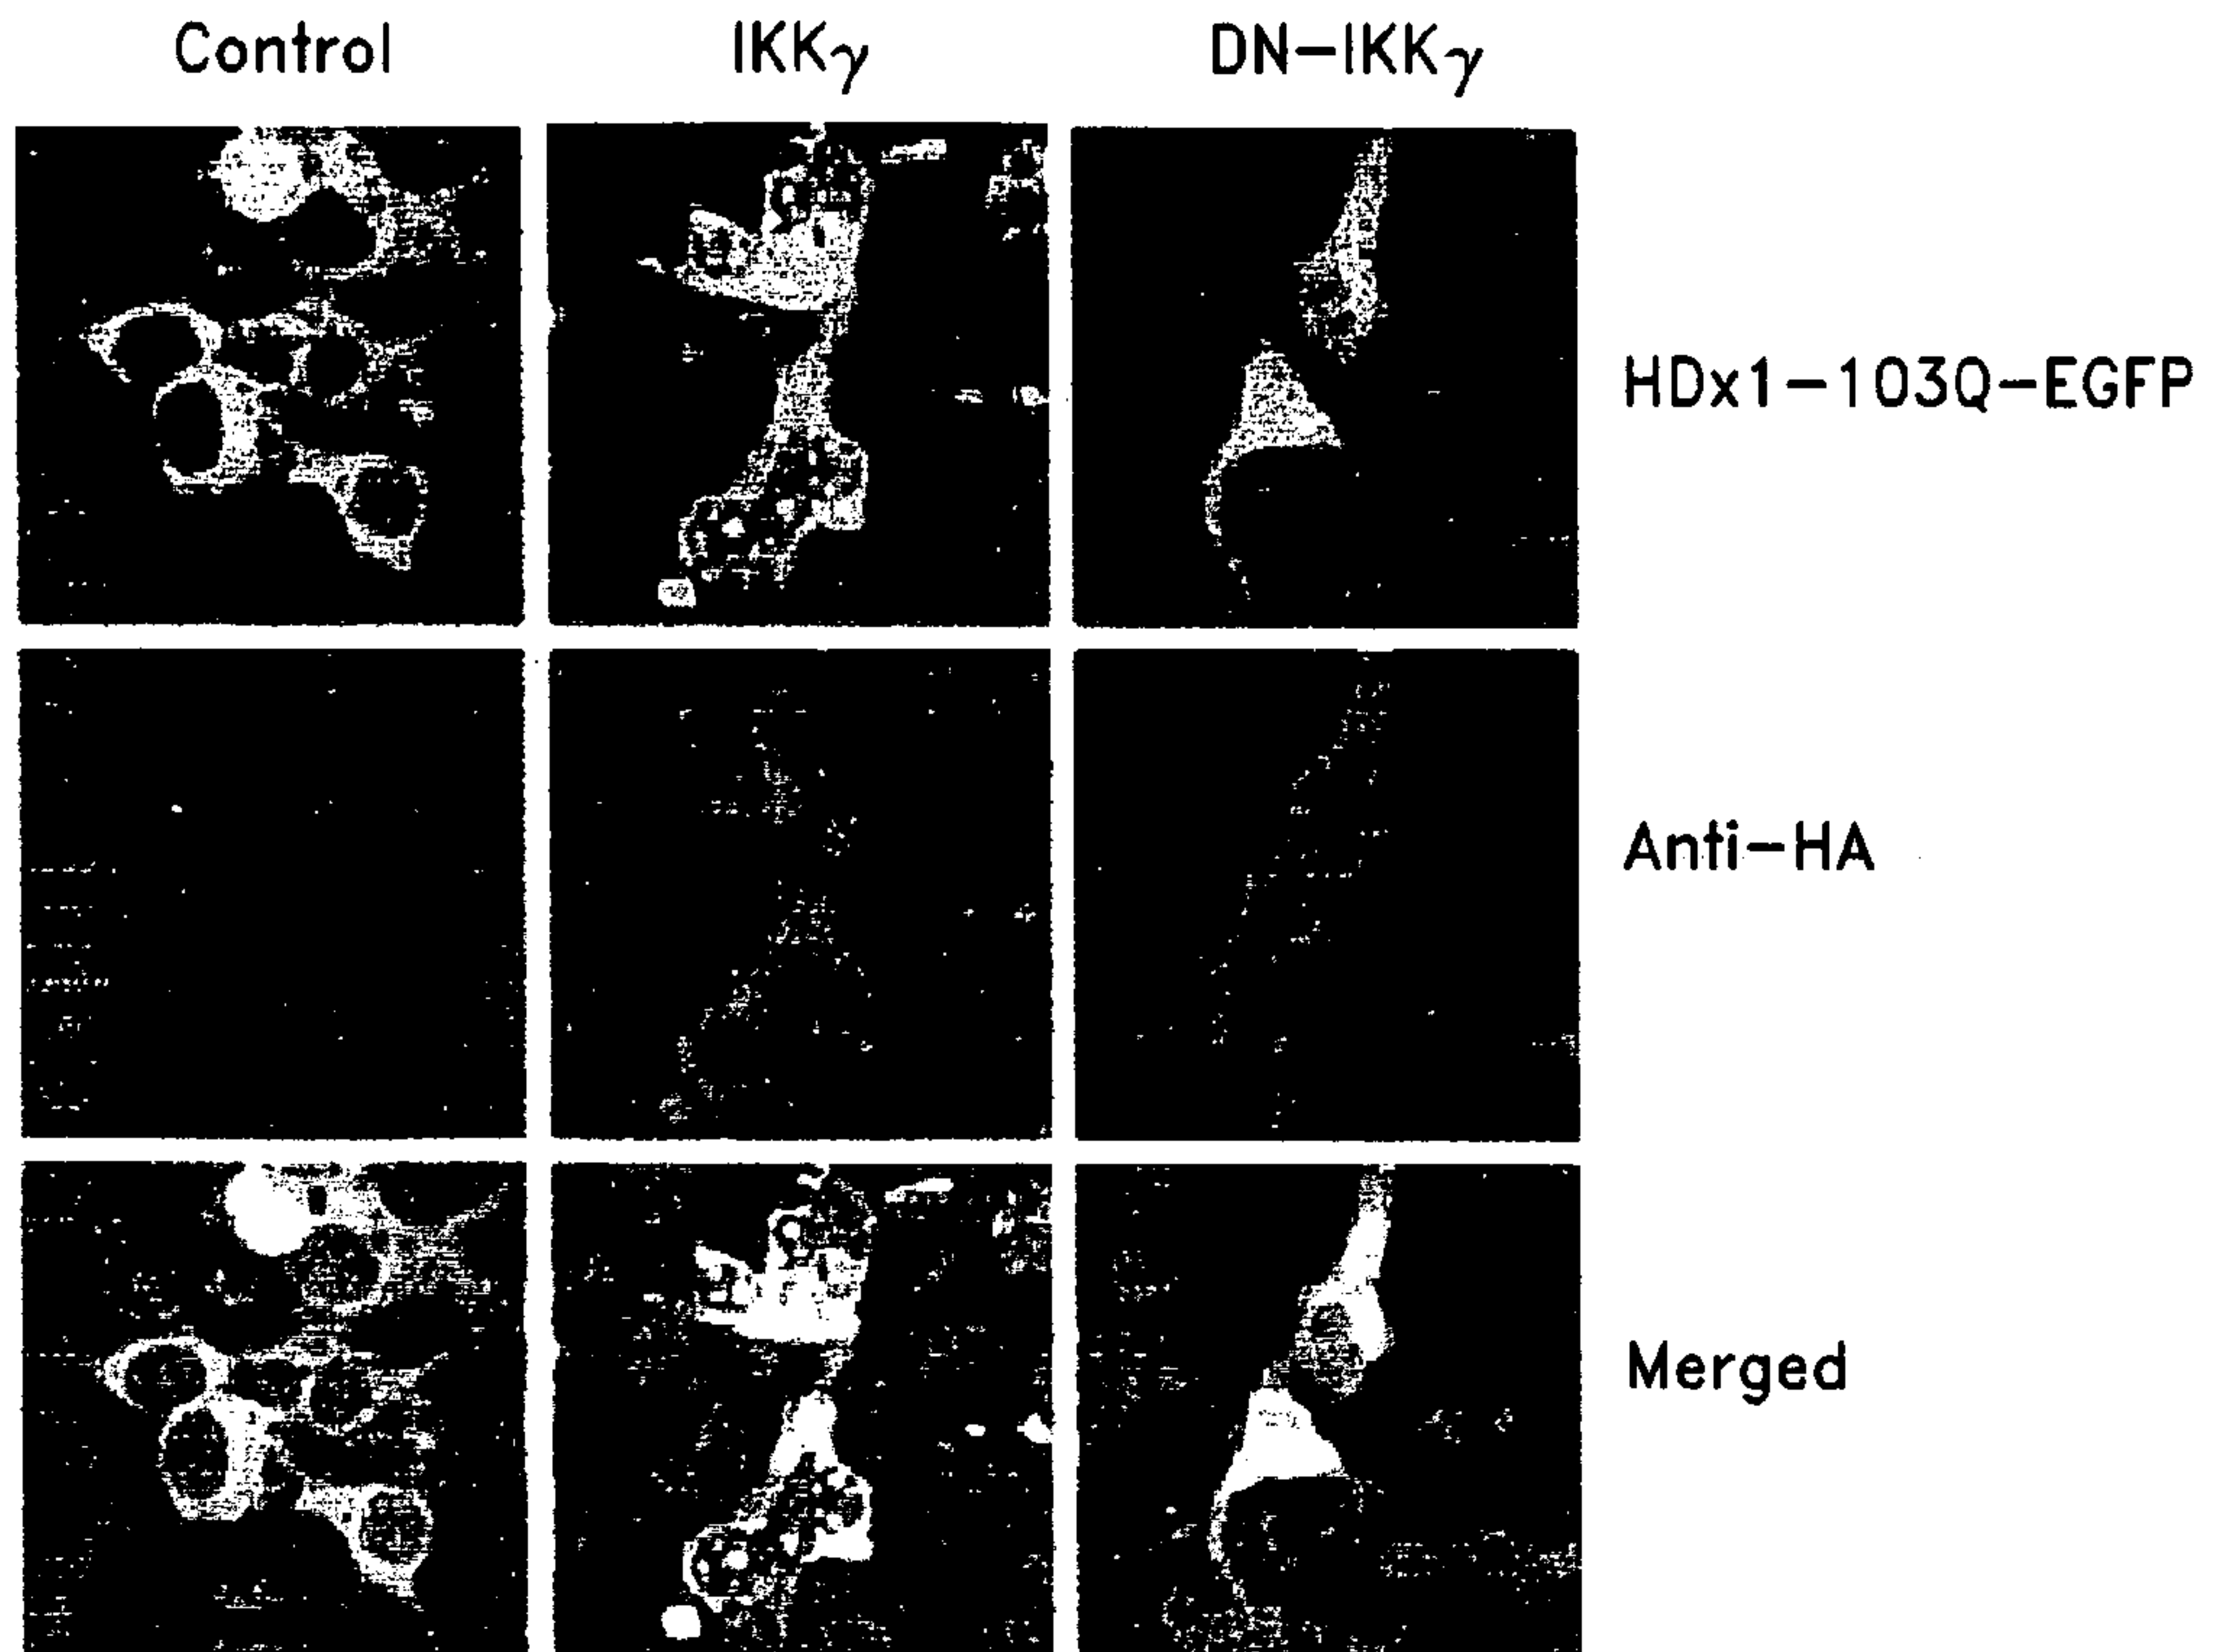 Control IKKγ DN-IKKγ
HDx1-103Q-EGFP
Anti-HA
Merged